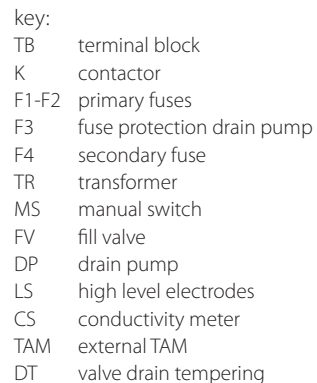 key:
TB terminal block
K contactor
F1-F2 primary fuses
F3 fuse protection drain pump
F4 secondary fuse
TR transformer
MS manual switch
FV fill valve
DP drain pump
LS high level electrodes
CS conductivity meter
TAM external TAM
DT valve drain tempering